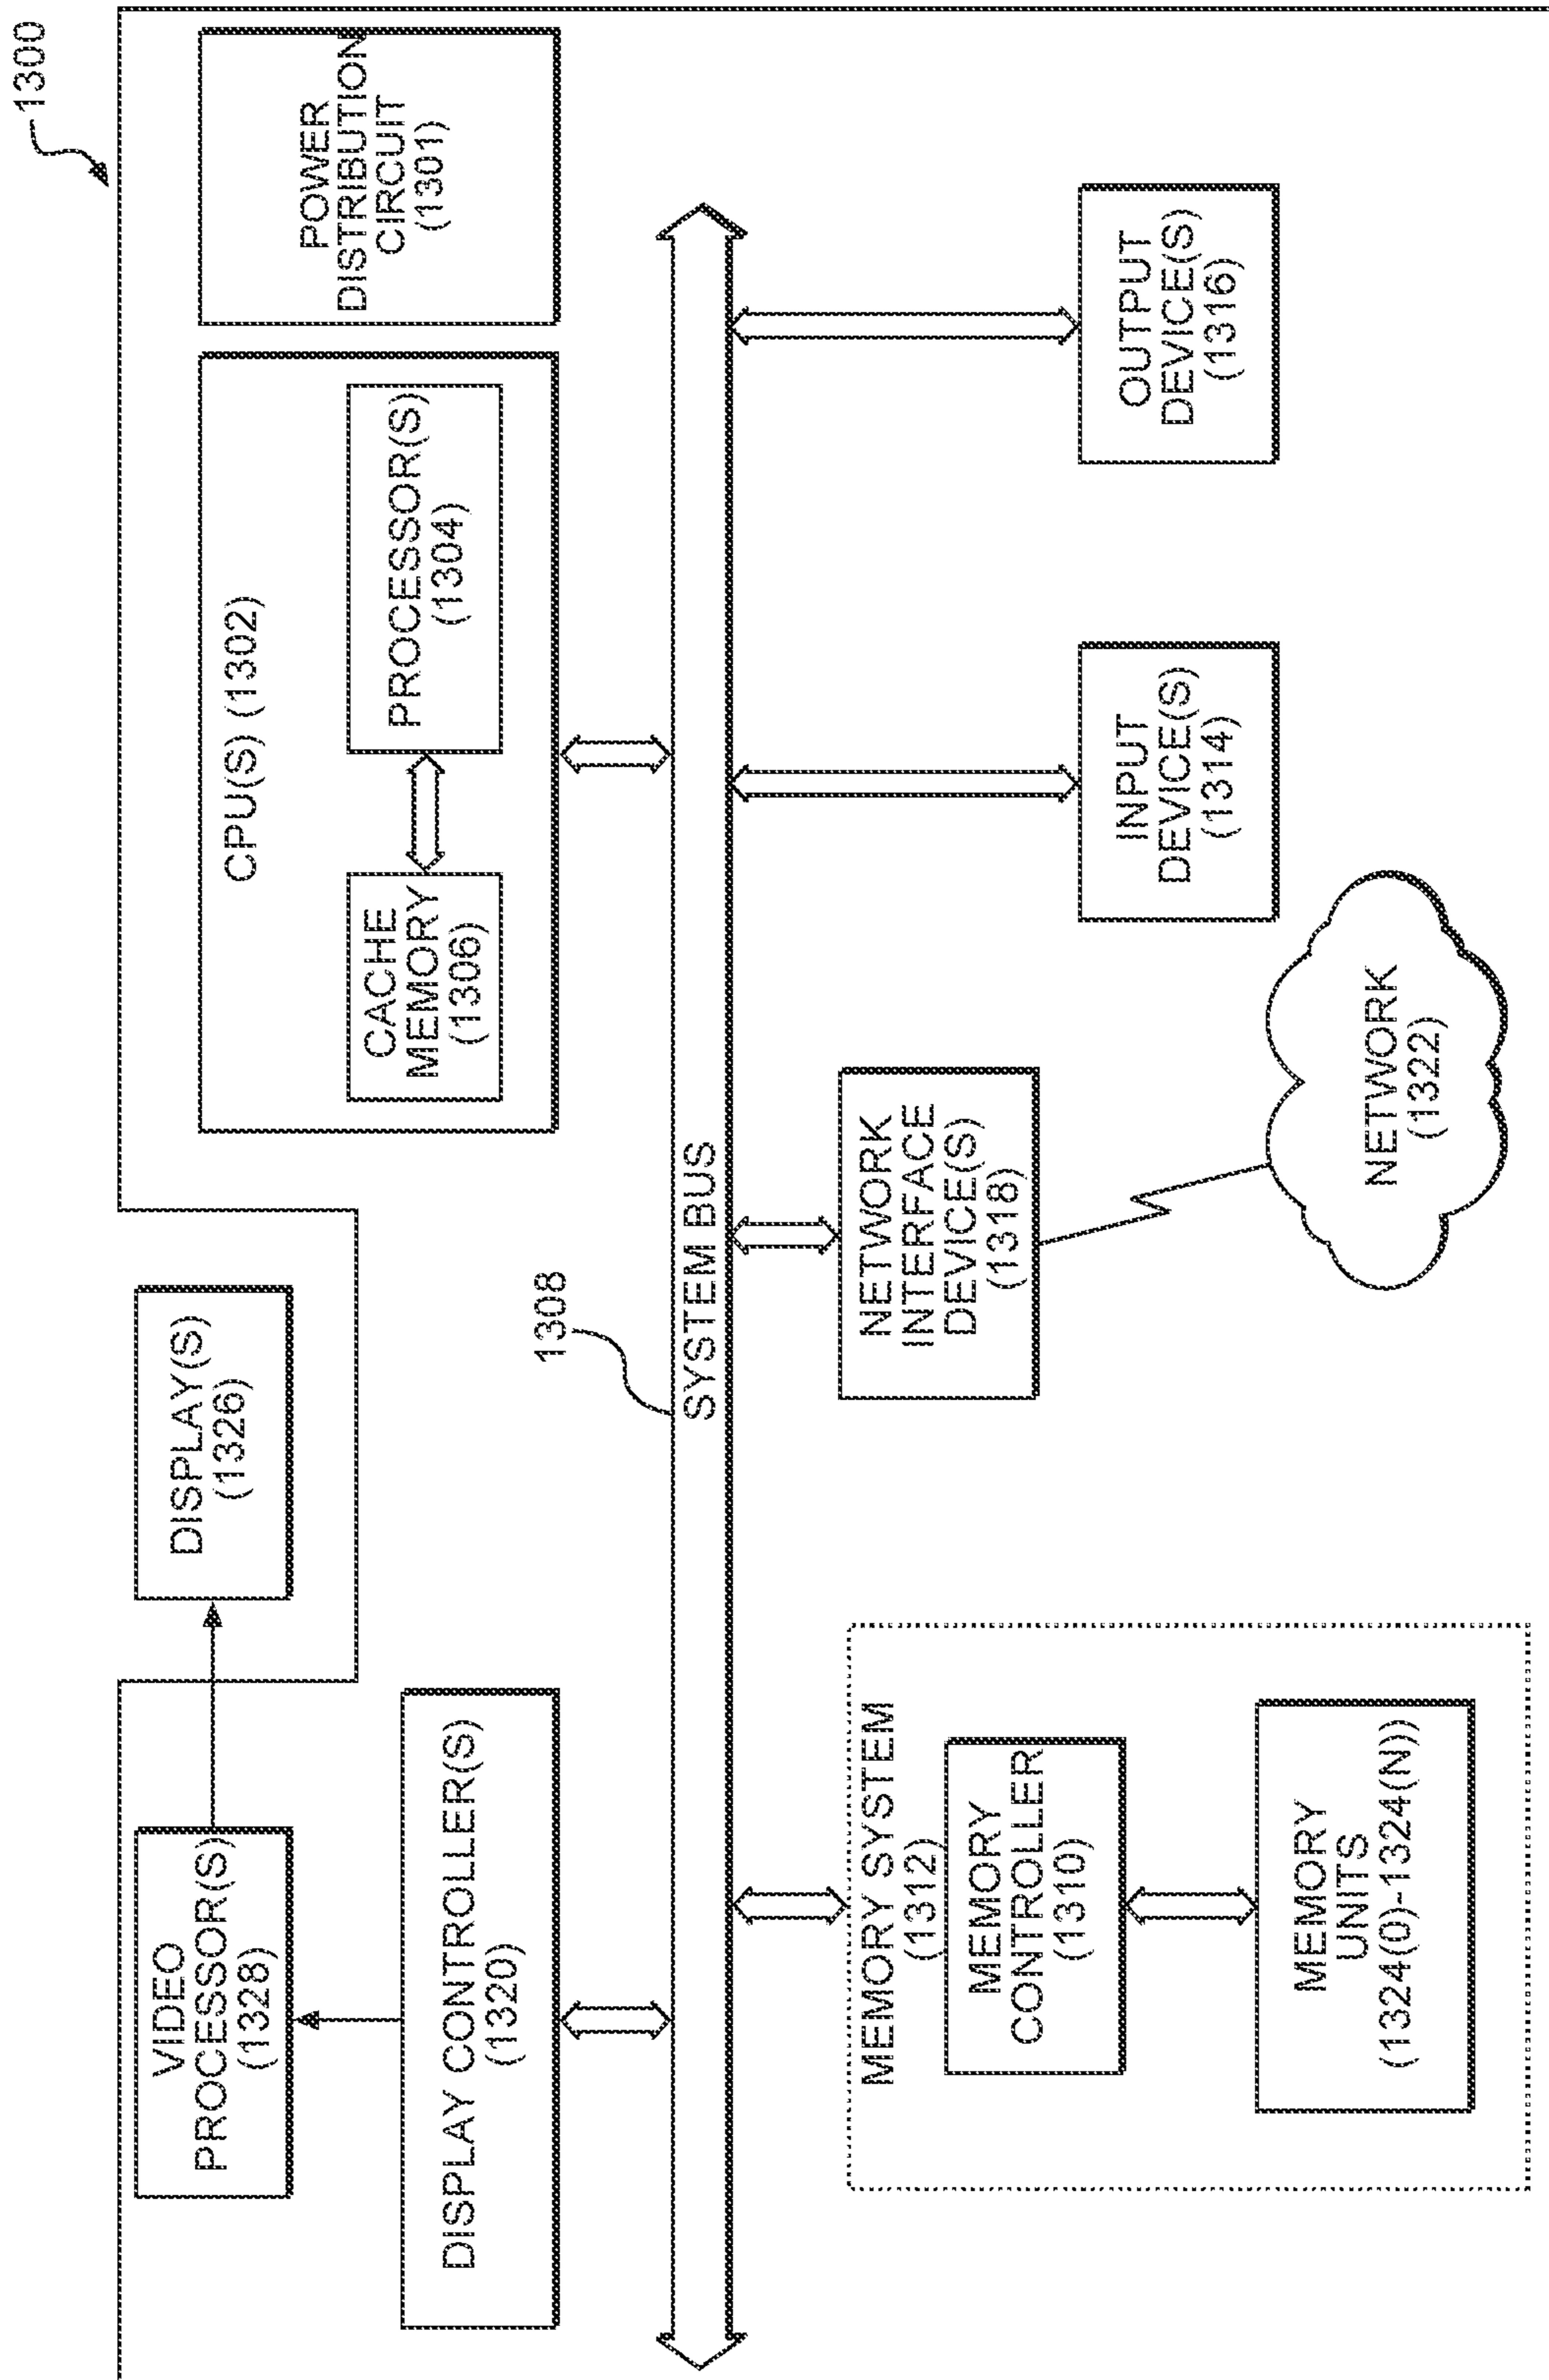 1300
VIDEO
PROCESSOR(S)
(1328)
DISPLAY(S)
(1326)
DISPLAY CONTROLLER(S)
(1320)
CPU(S) (1302)
CACHE
MEMORY
(1306)
PROCESSOR(S)
(1304)
POWER
DISTRIBUTION
CIRCUIT
(1301)
1308
SYSTEM BUS
MEMORY SYSTEM
(1312)
MEMORY
CONTROLLER
(1310)
MEMORY
UNITS
(1324(0)-1324(N))
NETWORK
INTERFACE
DEVICE(S)
(1318)
NETWORK
(1322)
INPUT
DEVICE(S)
(1314)
OUTPUT
DEVICE(S)
(1316)